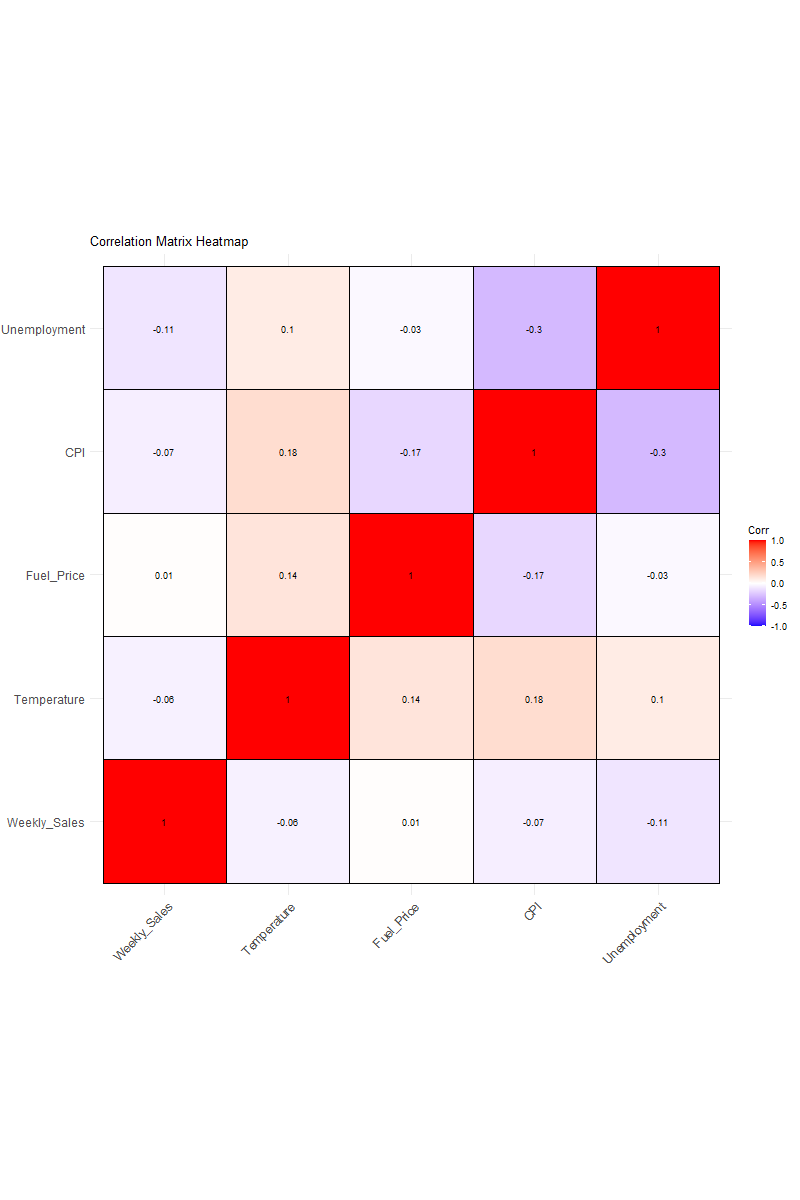 Correlation Matrix Heatmap
Unemployment -0.11 0.1 -0.03 -0.3 1
CPI -0.07 0.18 -0.17 1 -0.3
Fuel_Price 0.01 0.14 1 -0.17 -0.03
Temperature -0.06 1 0.14 0.18 0.1
Weekly_Sales 1 -0.06 0.01 -0.07 -0.11
Weekly_Sales Temperature Fuel_Price CPI Unemployment
Corr
1.0
0.5
0.0
-0.5
-1.0